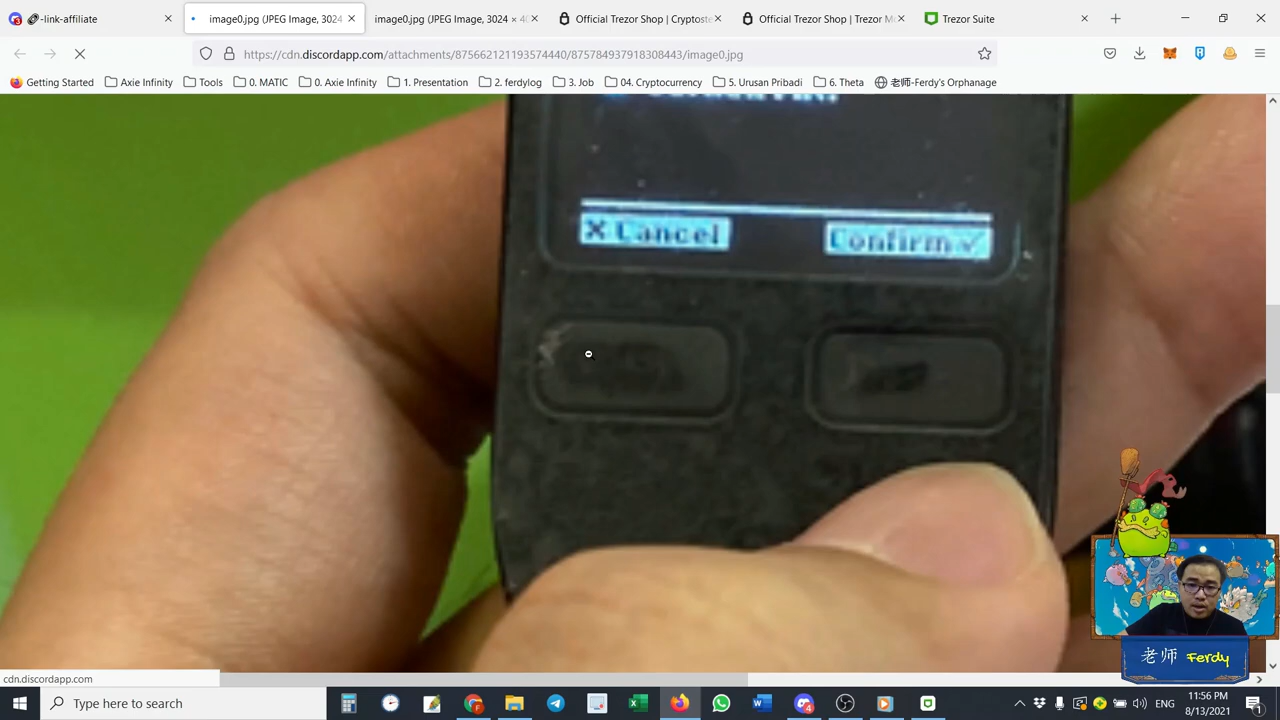 -link-affiliate
image0.jpg (JPEG Image, 3024
image0.jpg (JPEG Image, 3024 × 40
Official Trezor Shop | Cryptoste
Official Trezor Shop | Trezor Mo
Trezor Suite
https://cdn.discordapp.com/attachments/875662121193574440/875784937918308443/image0.jpg
Getting Started
Axie Infinity
Tools
0. MATIC
0. Axie Infinity
1. Presentation
2. ferdylog
3. Job
04. Cryptocurrency
5. Urusan Pribadi
6. Theta
老师-Ferdy's Orphanage
× Cancel
Confirm ✓
老师 Ferdy
cdn.discordapp.com
Type here to search
ENG
11:56 PM
8/13/2021